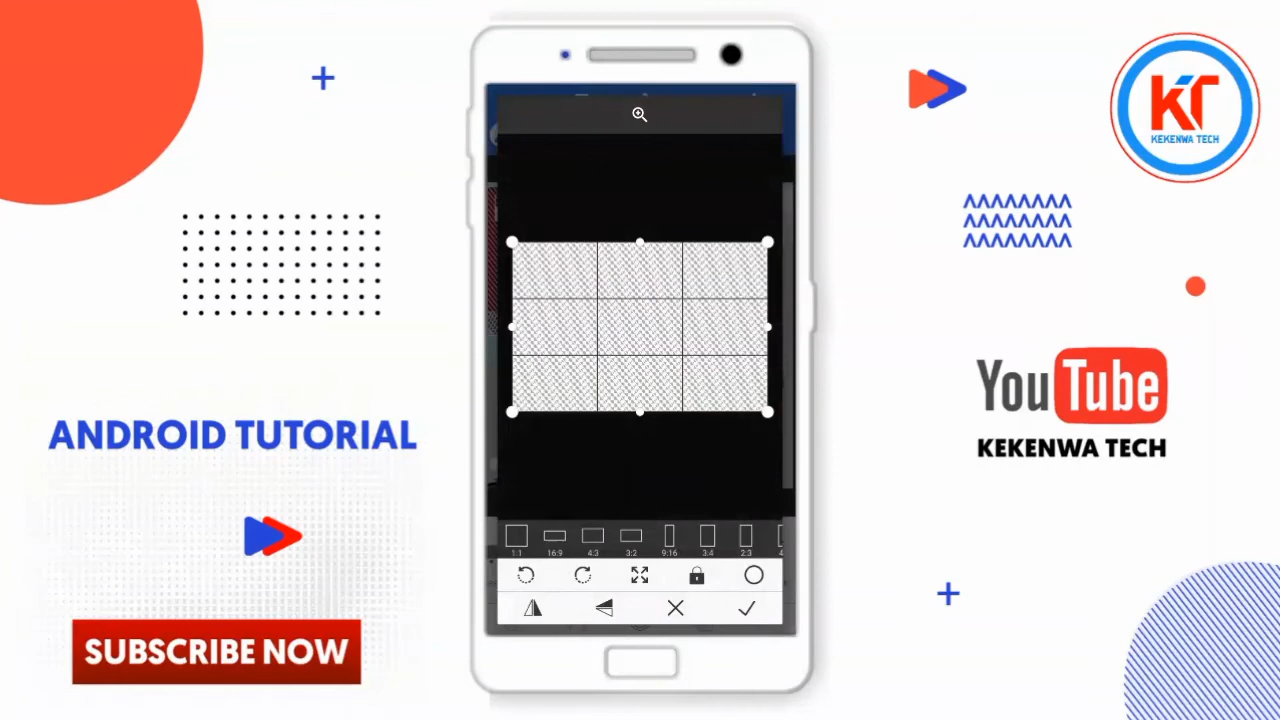 KT
KEKENWA TECH
ANDROID TUTORIAL
SUBSCRIBE NOW
1:1 16:9 4:3 3:2 9:16 3:4 2:3
YouTube
KEKENWA TECH